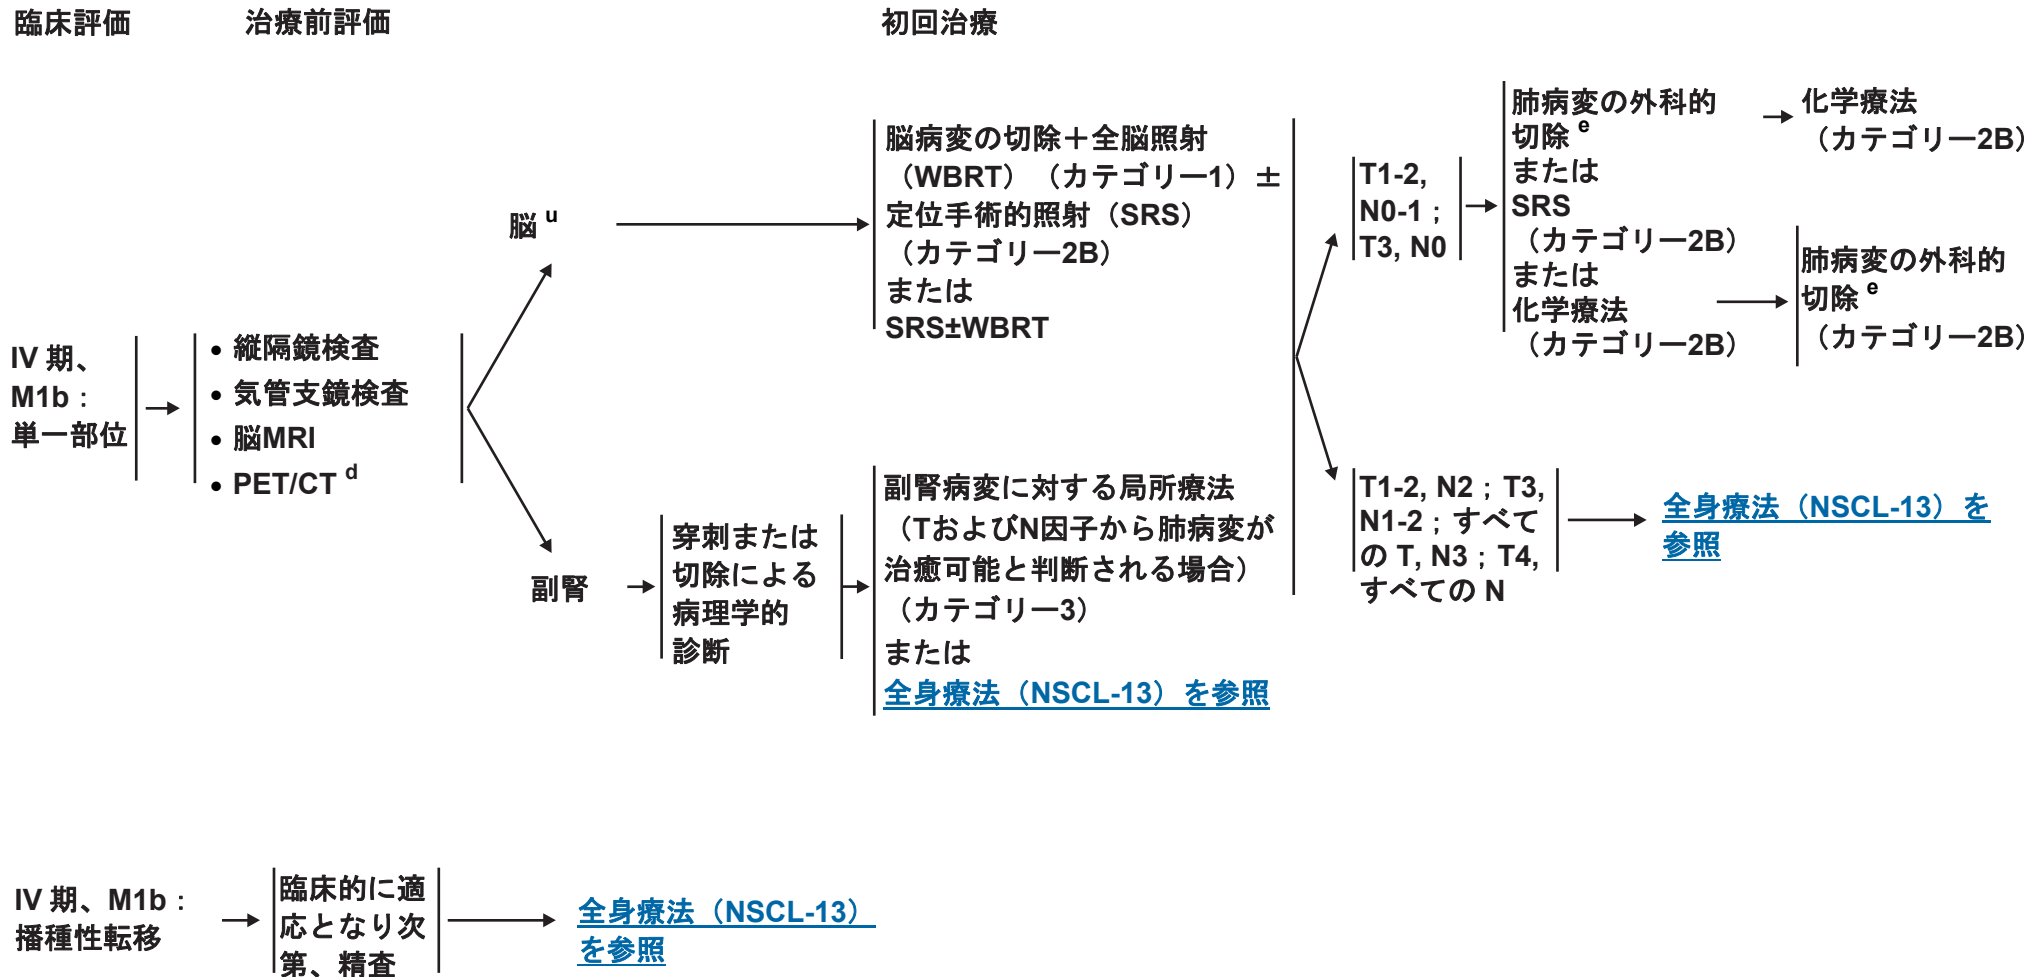 臨床評価
治療前評価
初回治療
IV 期、
M1b：
単一部位
• 縦隔鏡検査
• 気管支鏡検査
• 脳MRI
• PET/CT d
脳 u
脳病変の切除＋全脳照射
（WBRT）（カテゴリー1）±
定位手術的照射（SRS）
（カテゴリー2B）
または
SRS±WBRT
副腎
穿刺または
切除による
病理学的
診断
副腎病変に対する局所療法
（TおよびN因子から肺病変が
治癒可能と判断される場合）
（カテゴリー3）
または
全身療法（NSCL-13）を参照
T1-2,
N0-1；
T3, N0
肺病変の外科的
切除 e
または
SRS
（カテゴリー2B）
または
化学療法
（カテゴリー2B）
化学療法
（カテゴリー2B）
肺病変の外科的
切除 e
（カテゴリー2B）
T1-2, N2；T3,
N1-2；すべて
の T, N3；T4,
すべての N
全身療法（NSCL-13）を
参照
IV 期、M1b：
播種性転移
臨床的に適
応となり次
第、精査
全身療法（NSCL-13）
を参照